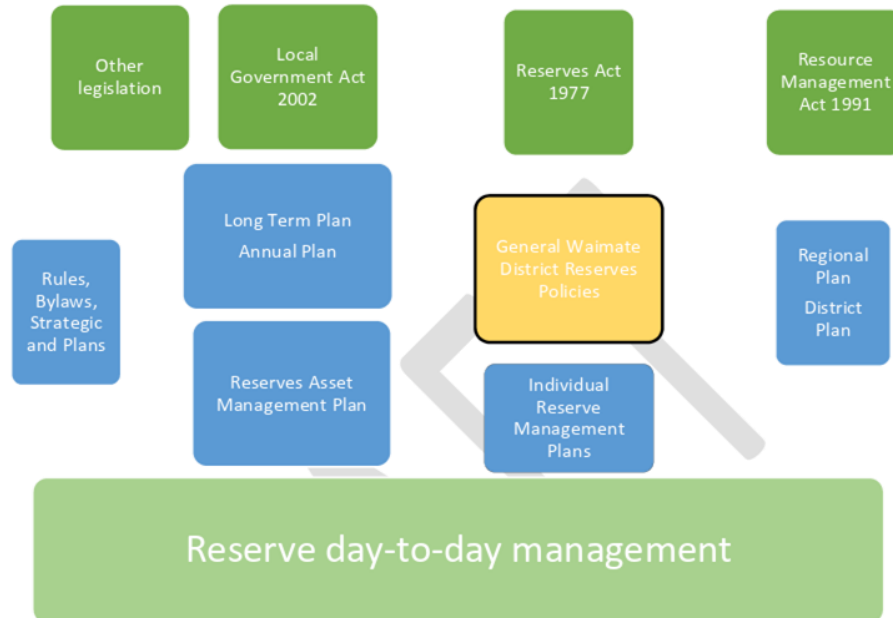 Other
legislation
Local
Government Act
2002
Reserves Act
1977
Resource
Management
Act 1991
Long Term Plan
Annual Plan
General Waimate
District Reserves
Policies
Regional
Plan
District
Plan
Rules,
Bylaws,
Strategic
and Plans
Reserves Asset
Management Plan
Individual
Reserve
Management
Plans
Reserve day-to-day management